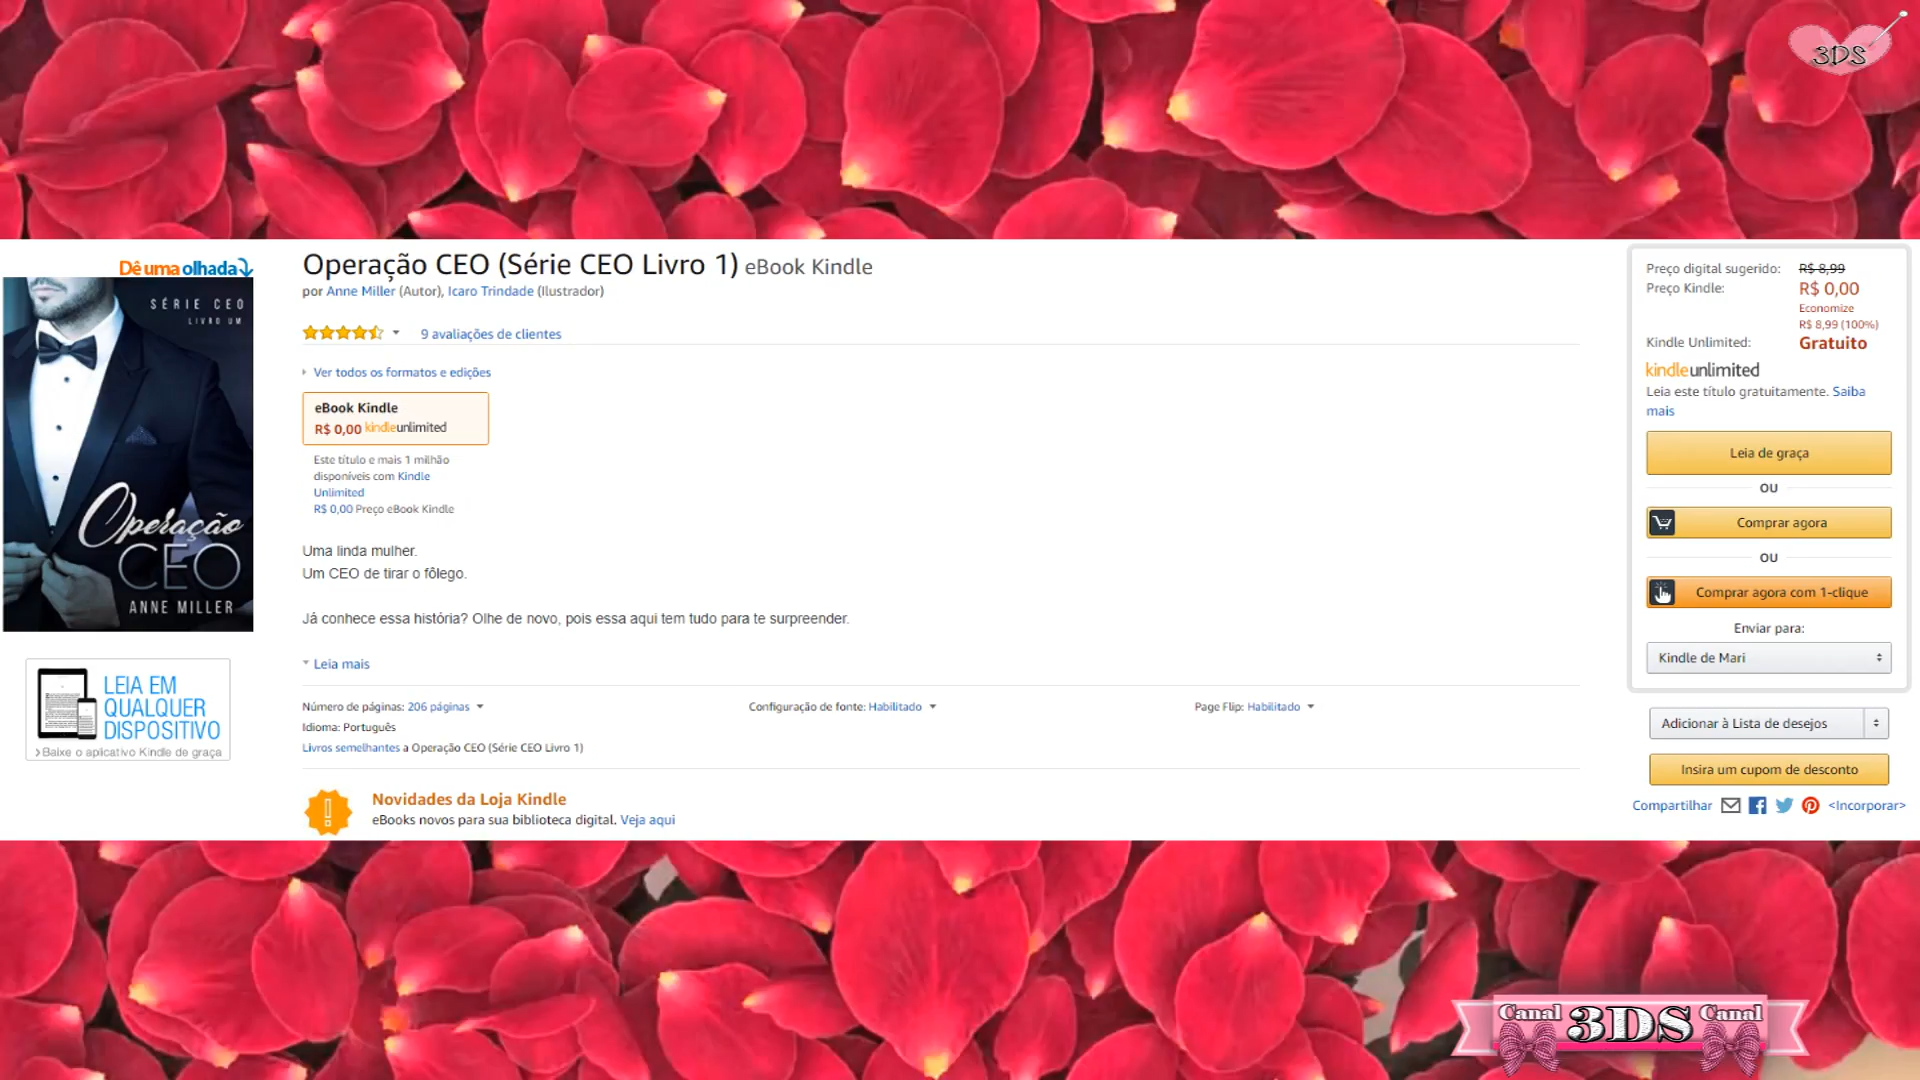 3DS
Dê uma olhada
SÉRIE CEO
LIVRO UM
Operação
CEO
ANNE MILLER
LEIA EM
QUALQUER
DISPOSITIVO
Baixe o aplicativo Kindle de graça
Operação CEO (Série CEO Livro 1) eBook Kindle
por Anne Miller (Autor), Icaro Trindade (Ilustrador)
9 avaliações de clientes
Ver todos os formatos e edições
eBook Kindle
R$ 0,00 kindleunlimited
Este título e mais 1 milhão
disponíveis com Kindle
Unlimited
R$ 0,00 Preço eBook Kindle
Uma linda mulher.
Um CEO de tirar o fôlego.
Já conhece essa história? Olhe de novo, pois essa aqui tem tudo para te surpreender.
Leia mais
Número de páginas: 206 páginas
Configuração de fonte: Habilitado
Page Flip: Habilitado
Idioma: Português
Livros semelhantes a Operação CEO (Série CEO Livro 1)
Novidades da Loja Kindle
eBooks novos para sua biblioteca digital. Veja aqui
Preço digital sugerido: R$ 8,99
Preço Kindle: R$ 0,00
Economize
R$ 8,99 (100%)
Kindle Unlimited: Gratuito
kindleunlimited
Leia este título gratuitamente. Saiba
mais
Leia de graça
OU
Comprar agora
OU
Comprar agora com 1-clique
Enviar para:
Kindle de Mari
Adicionar à Lista de desejos
Insira um cupom de desconto
Compartilhar <Incorporar>
Canal 3DS Canal